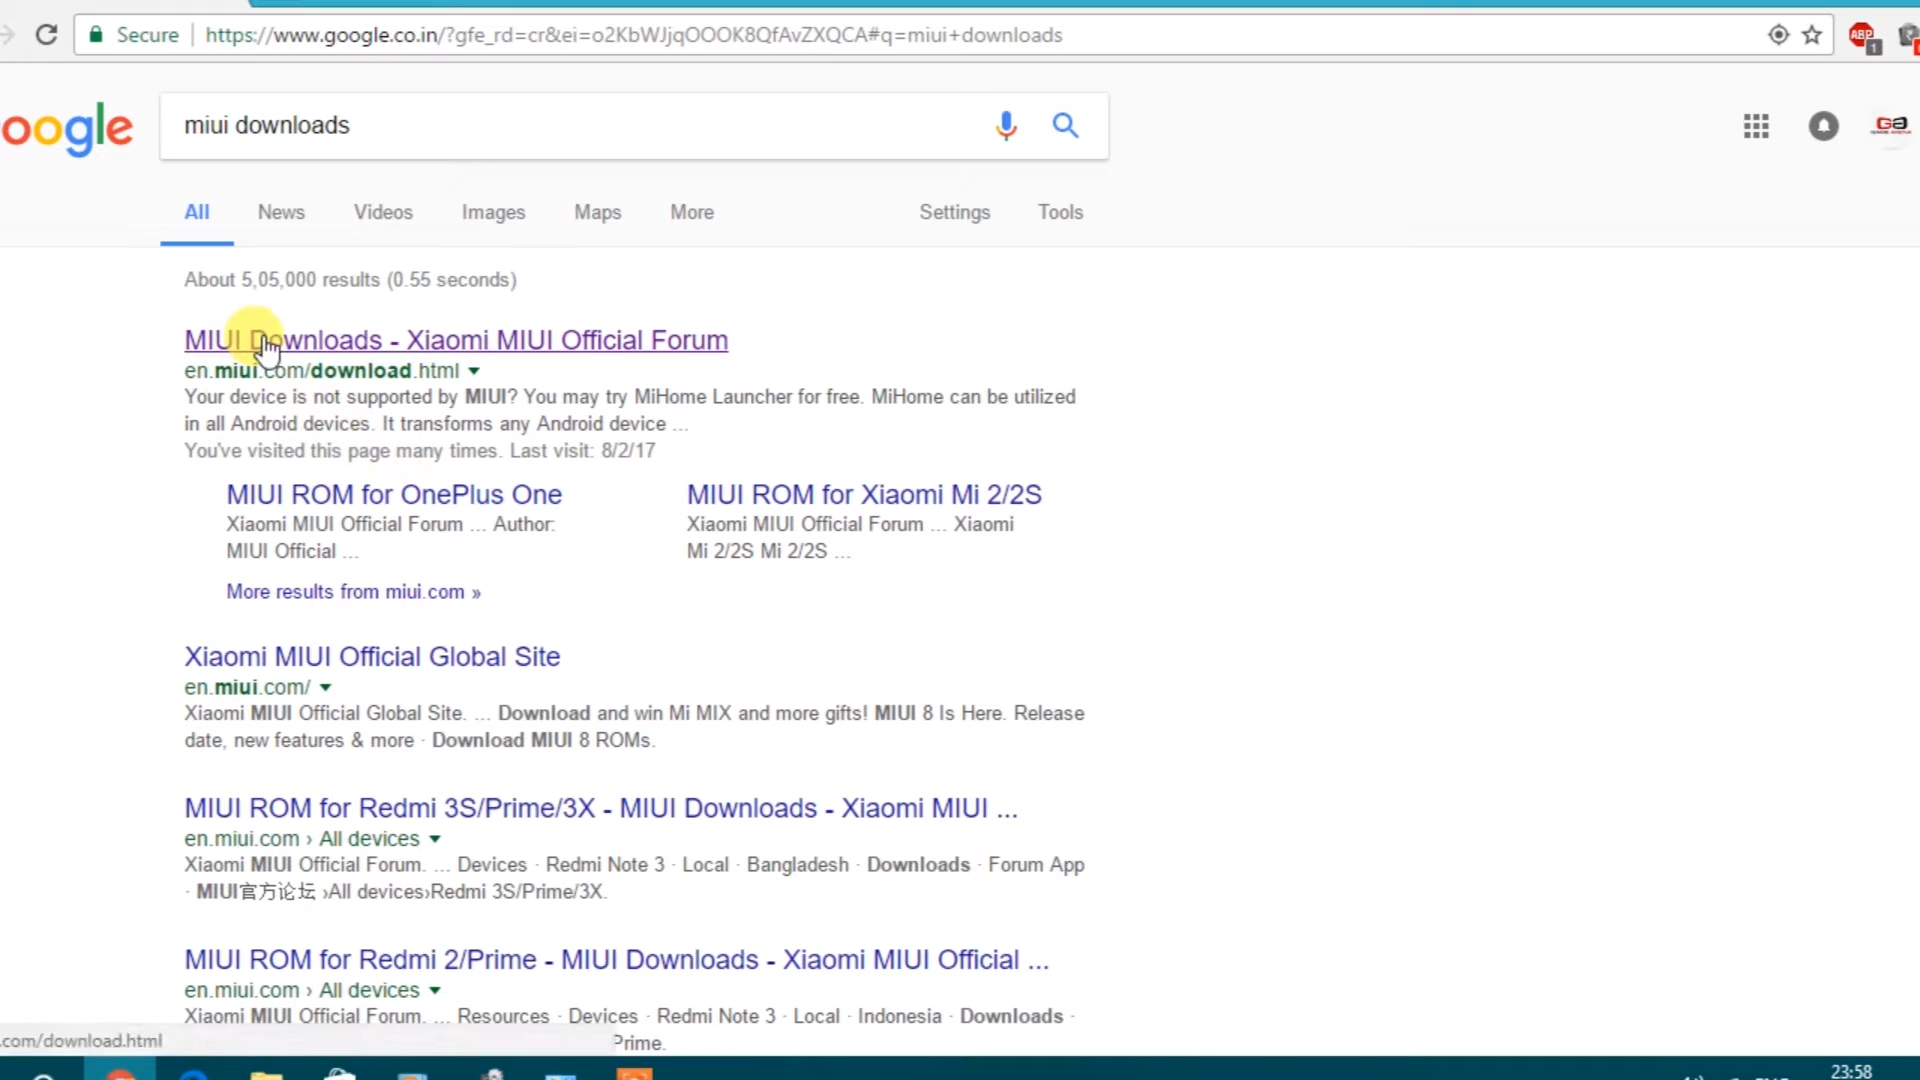 Secure https://www.google.co.in/?gfe_rd=cr&ei=o2KbWJjqOOOK8QfAvZXQCA#q=miui+downloads
ABP 1
oogle miui downloads GA
All News Videos Images Maps More Settings Tools
About 5,05,000 results (0.55 seconds)
MIUI Downloads - Xiaomi MIUI Official Forum
en.miui.com/download.html
Your device is not supported by MIUI? You may try MiHome Launcher for free. MiHome can be utilized
in all Android devices. It transforms any Android device ...
You've visited this page many times. Last visit: 8/2/17
MIUI ROM for OnePlus One MIUI ROM for Xiaomi Mi 2/2S
Xiaomi MIUI Official Forum ... Author: Xiaomi MIUI Official Forum ... Xiaomi
MIUI Official ... Mi 2/2S Mi 2/2S ...
More results from miui.com »
Xiaomi MIUI Official Global Site
en.miui.com/
Xiaomi MIUI Official Global Site. ... Download and win Mi MIX and more gifts! MIUI 8 Is Here. Release
date, new features & more · Download MIUI 8 ROMs.
MIUI ROM for Redmi 3S/Prime/3X - MIUI Downloads - Xiaomi MIUI ...
en.miui.com › All devices
Xiaomi MIUI Official Forum. ... Devices · Redmi Note 3 · Local · Bangladesh · Downloads · Forum App
· MIUI官方论坛 ›All devices›Redmi 3S/Prime/3X.
MIUI ROM for Redmi 2/Prime - MIUI Downloads - Xiaomi MIUI Official ...
en.miui.com › All devices
Xiaomi MIUI Official Forum. ... Resources · Devices · Redmi Note 3 · Local · Indonesia · Downloads ·
.com/download.html Prime.
23:58